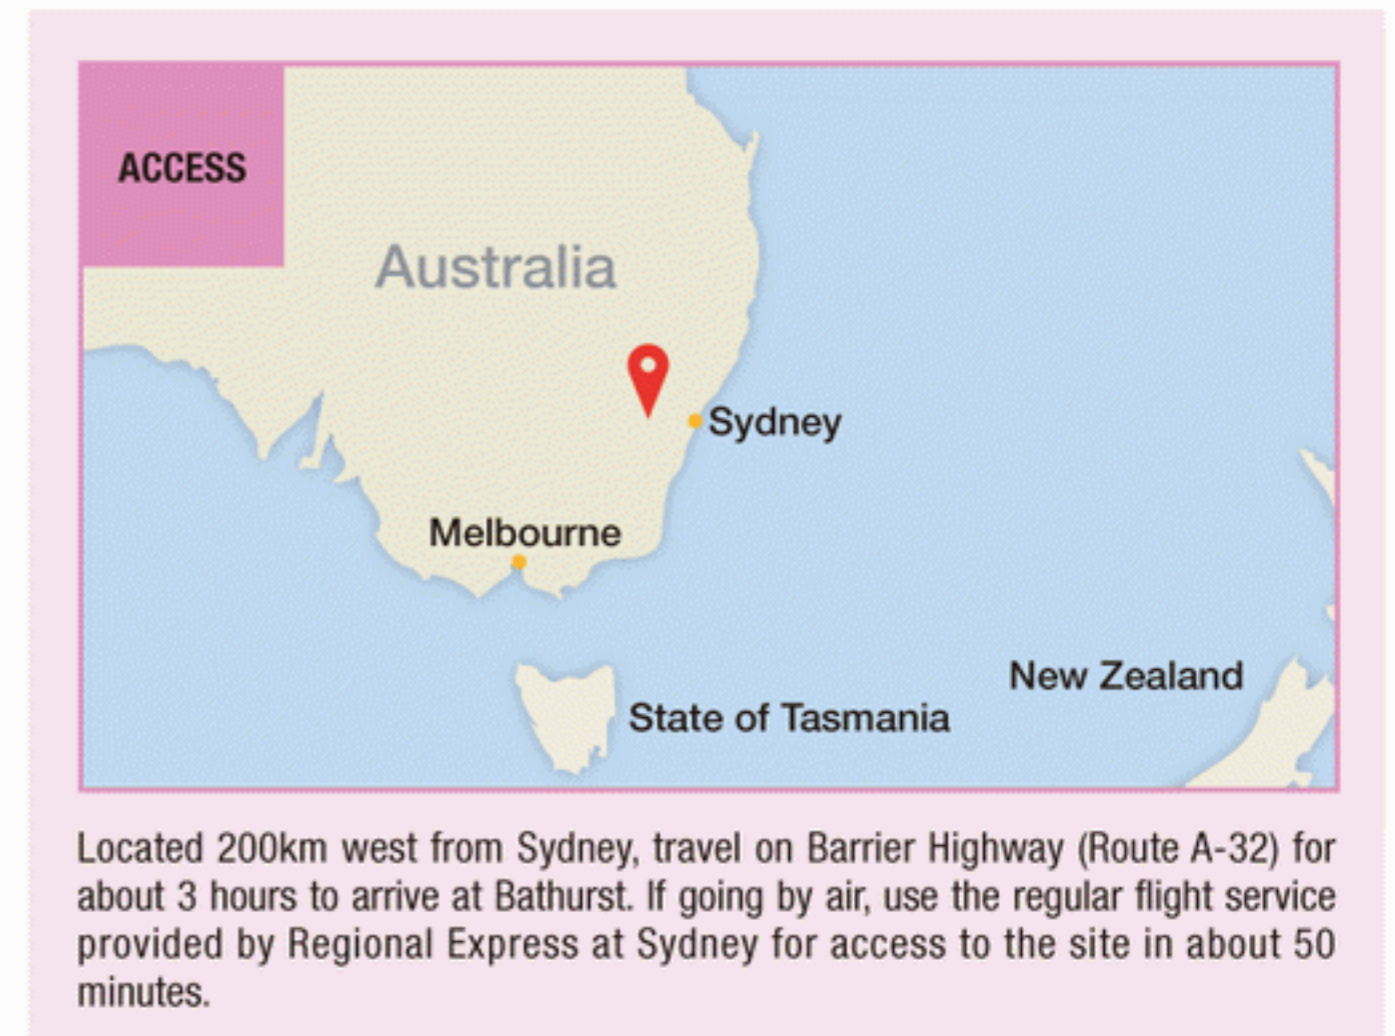 ACCESS
Australia
Sydney
Melbourne
New Zealand
State of Tasmania
Located 200km west from Sydney, travel on Barrier Highway (Route A-32) for
about 3 hours to arrive at Bathurst. If going by air, use the regular flight service
provided by Regional Express at Sydney for access to the site in about 50
minutes.